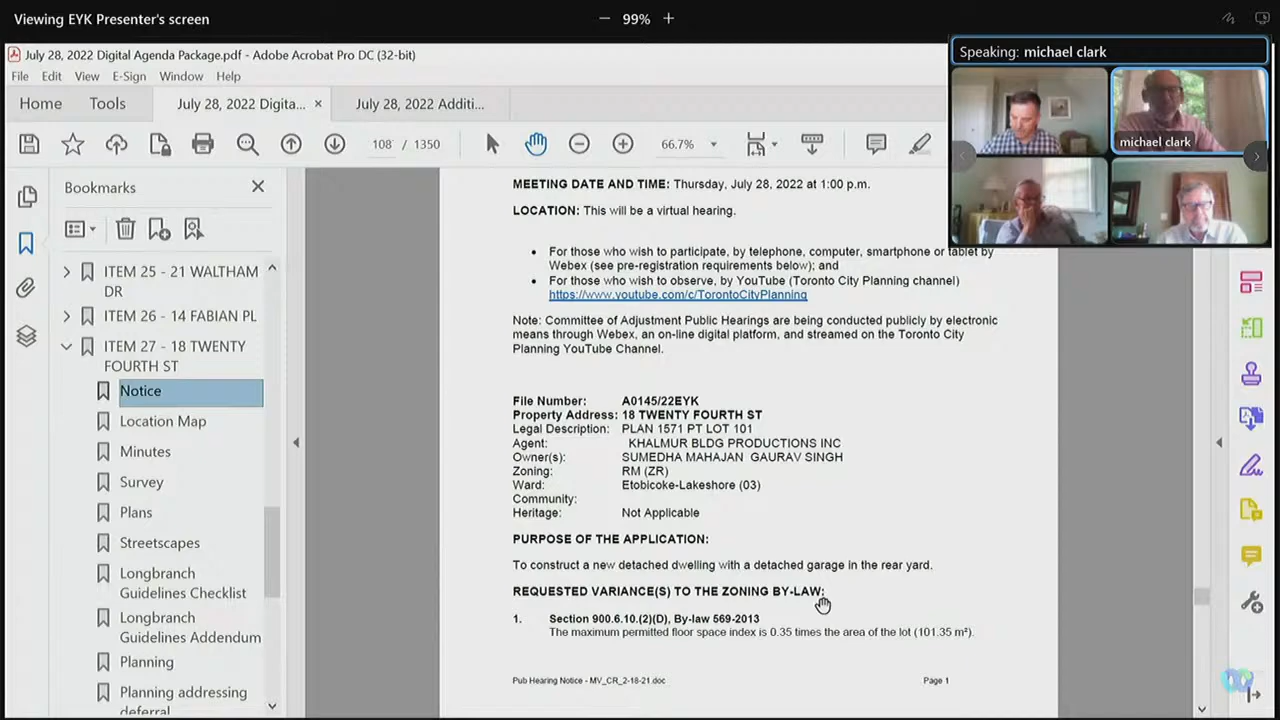 Viewing EYK Presenter's screen
99%
July 28, 2022 Digital Agenda Package.pdf - Adobe Acrobat Pro DC (32-bit)
File Edit View E-Sign Window Help
Home Tools July 28, 2022 Digita... × July 28, 2022 Additi...
108 / 1350 66.7%
Speaking: michael clark
michael clark
Bookmarks
ITEM 25 - 21 WALTHAM
DR
ITEM 26 - 14 FABIAN PL
ITEM 27 - 18 TWENTY
FOURTH ST
Notice
Location Map
Minutes
Survey
Plans
Streetscapes
Longbranch
Guidelines Checklist
Longbranch
Guidelines Addendum
Planning
Planning addressing
deferral
MEETING DATE AND TIME: Thursday, July 28, 2022 at 1:00 p.m.
LOCATION: This will be a virtual hearing.
• For those who wish to participate, by telephone, computer, smartphone or tablet by
Webex (see pre-registration requirements below); and
• For those who wish to observe, by YouTube (Toronto City Planning channel)
https://www.youtube.com/c/TorontoCityPlanning
Note: Committee of Adjustment Public Hearings are being conducted publicly by electronic
means through Webex, an on-line digital platform, and streamed on the Toronto City
Planning YouTube Channel.
File Number: A0145/22EYK
Property Address: 18 TWENTY FOURTH ST
Legal Description: PLAN 1571 PT LOT 101
Agent: KHALMUR BLDG PRODUCTIONS INC
Owner(s): SUMEDHA MAHAJAN GAURAV SINGH
Zoning: RM (ZR)
Ward: Etobicoke-Lakeshore (03)
Community:
Heritage: Not Applicable
PURPOSE OF THE APPLICATION:
To construct a new detached dwelling with a detached garage in the rear yard.
REQUESTED VARIANCE(S) TO THE ZONING BY-LAW:
1. Section 900.6.10.(2)(D), By-law 569-2013
The maximum permitted floor space index is 0.35 times the area of the lot (101.35 m²).
Pub Hearing Notice - MV_CR_2-18-21.doc Page 1